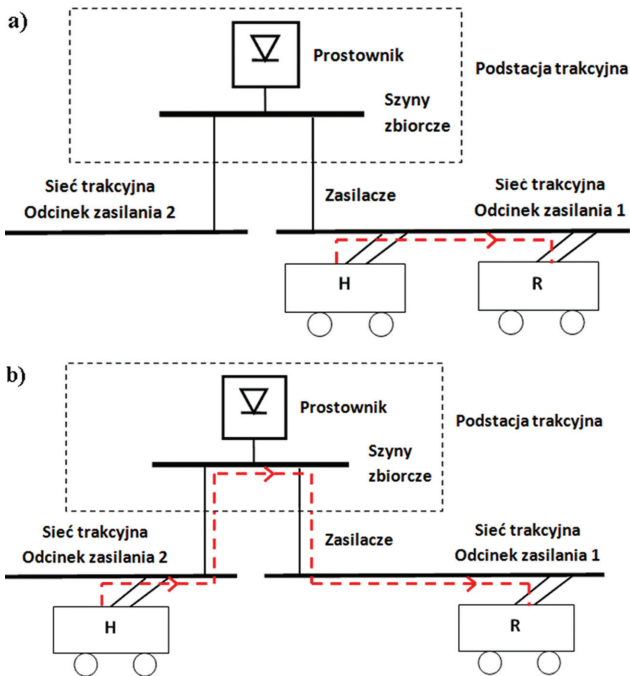 a)
Prostownik
Podstacja trakcyjna
Szyny
zbiorcze
Sieć trakcyjna
Odcinek zasilania 2
Zasilacze
Sieć trakcyjna
Odcinek zasilania 1
H
R
b)
Prostownik
Podstacja trakcyjna
Szyny
zbiorcze
Sieć trakcyjna
Odcinek zasilania 2
Zasilacze
Sieć trakcyjna
Odcinek zasilania 1
H
R